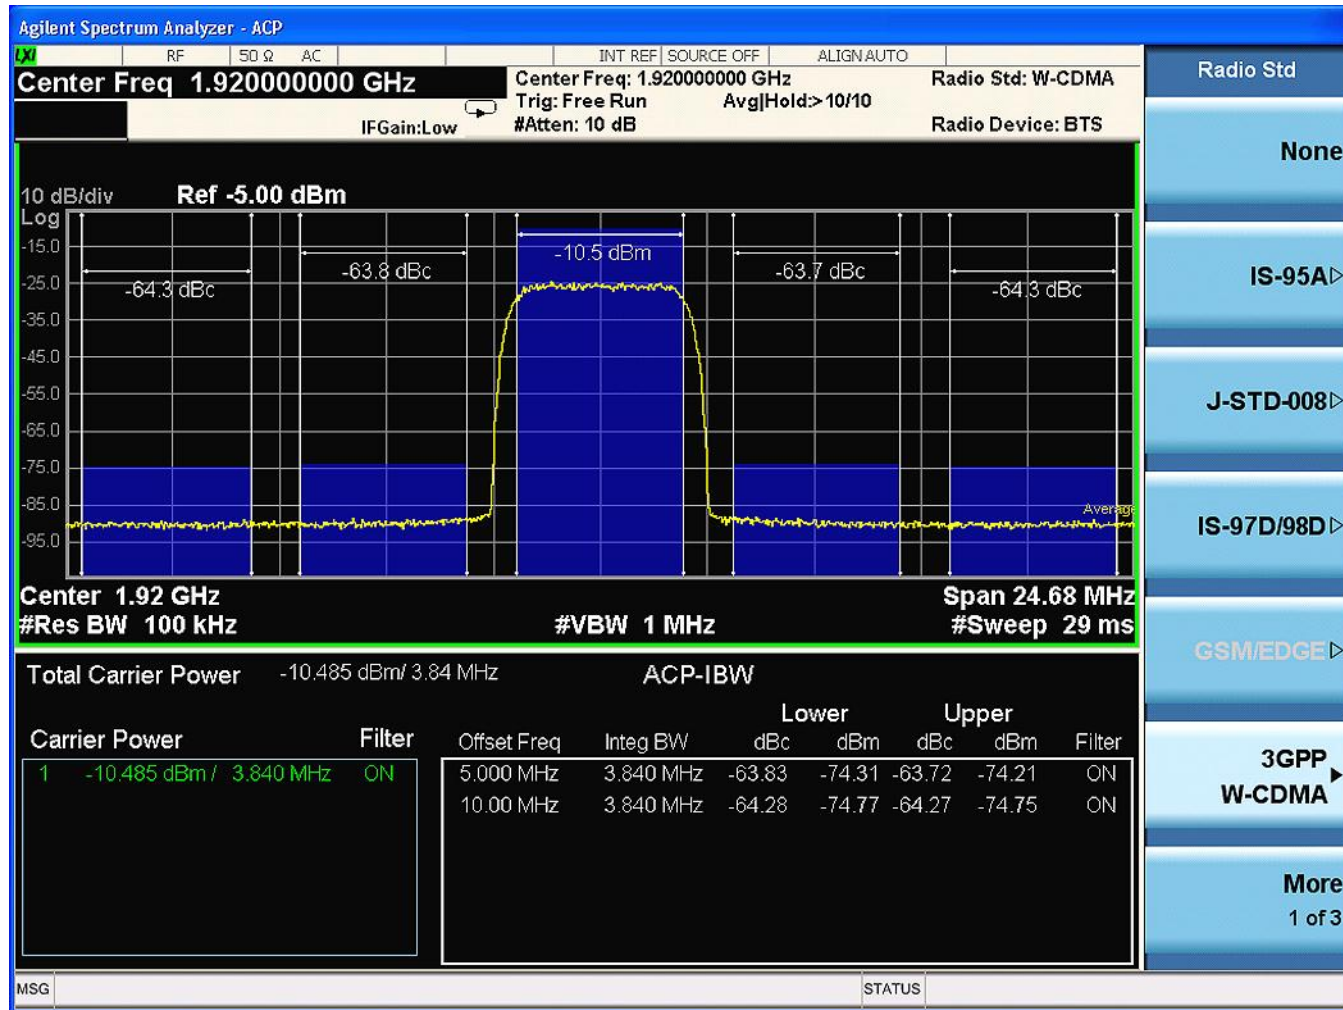 Agilent Spectrum Analyzer - ACP
LXI RF 50 Ω AC INT REF SOURCE OFF ALIGN AUTO
Center Freq 1.920000000 GHz
Center Freq: 1.920000000 GHz
Radio Std: W-CDMA
Trig: Free Run Avg|Hold:> 10/10
IFGain:Low
#Atten: 10 dB
Radio Device: BTS
10 dB/div Ref -5.00 dBm
Log
-15.0
-25.0
-35.0
-45.0
-55.0
-65.0
-75.0
-85.0
-95.0
-64.3 dBc
-63.8 dBc
-10.5 dBm
-63.7 dBc
-64.3 dBc
Average
Center 1.92 GHz Span 24.68 MHz
#Res BW 100 kHz #VBW 1 MHz #Sweep 29 ms
Total Carrier Power -10.485 dBm/ 3.84 MHz ACP-IBW
Lower Upper
Carrier Power Filter
Offset Freq Integ BW dBc dBm dBc dBm Filter
1 -10.485 dBm / 3.840 MHz ON
5.000 MHz 3.840 MHz -63.83 -74.31 -63.72 -74.21 ON
10.00 MHz 3.840 MHz -64.28 -74.77 -64.27 -74.75 ON
MSG STATUS
Radio Std
None
IS-95A
J-STD-008
IS-97D/98D
GSM/EDGE
3GPP
W-CDMA
More
1 of 3